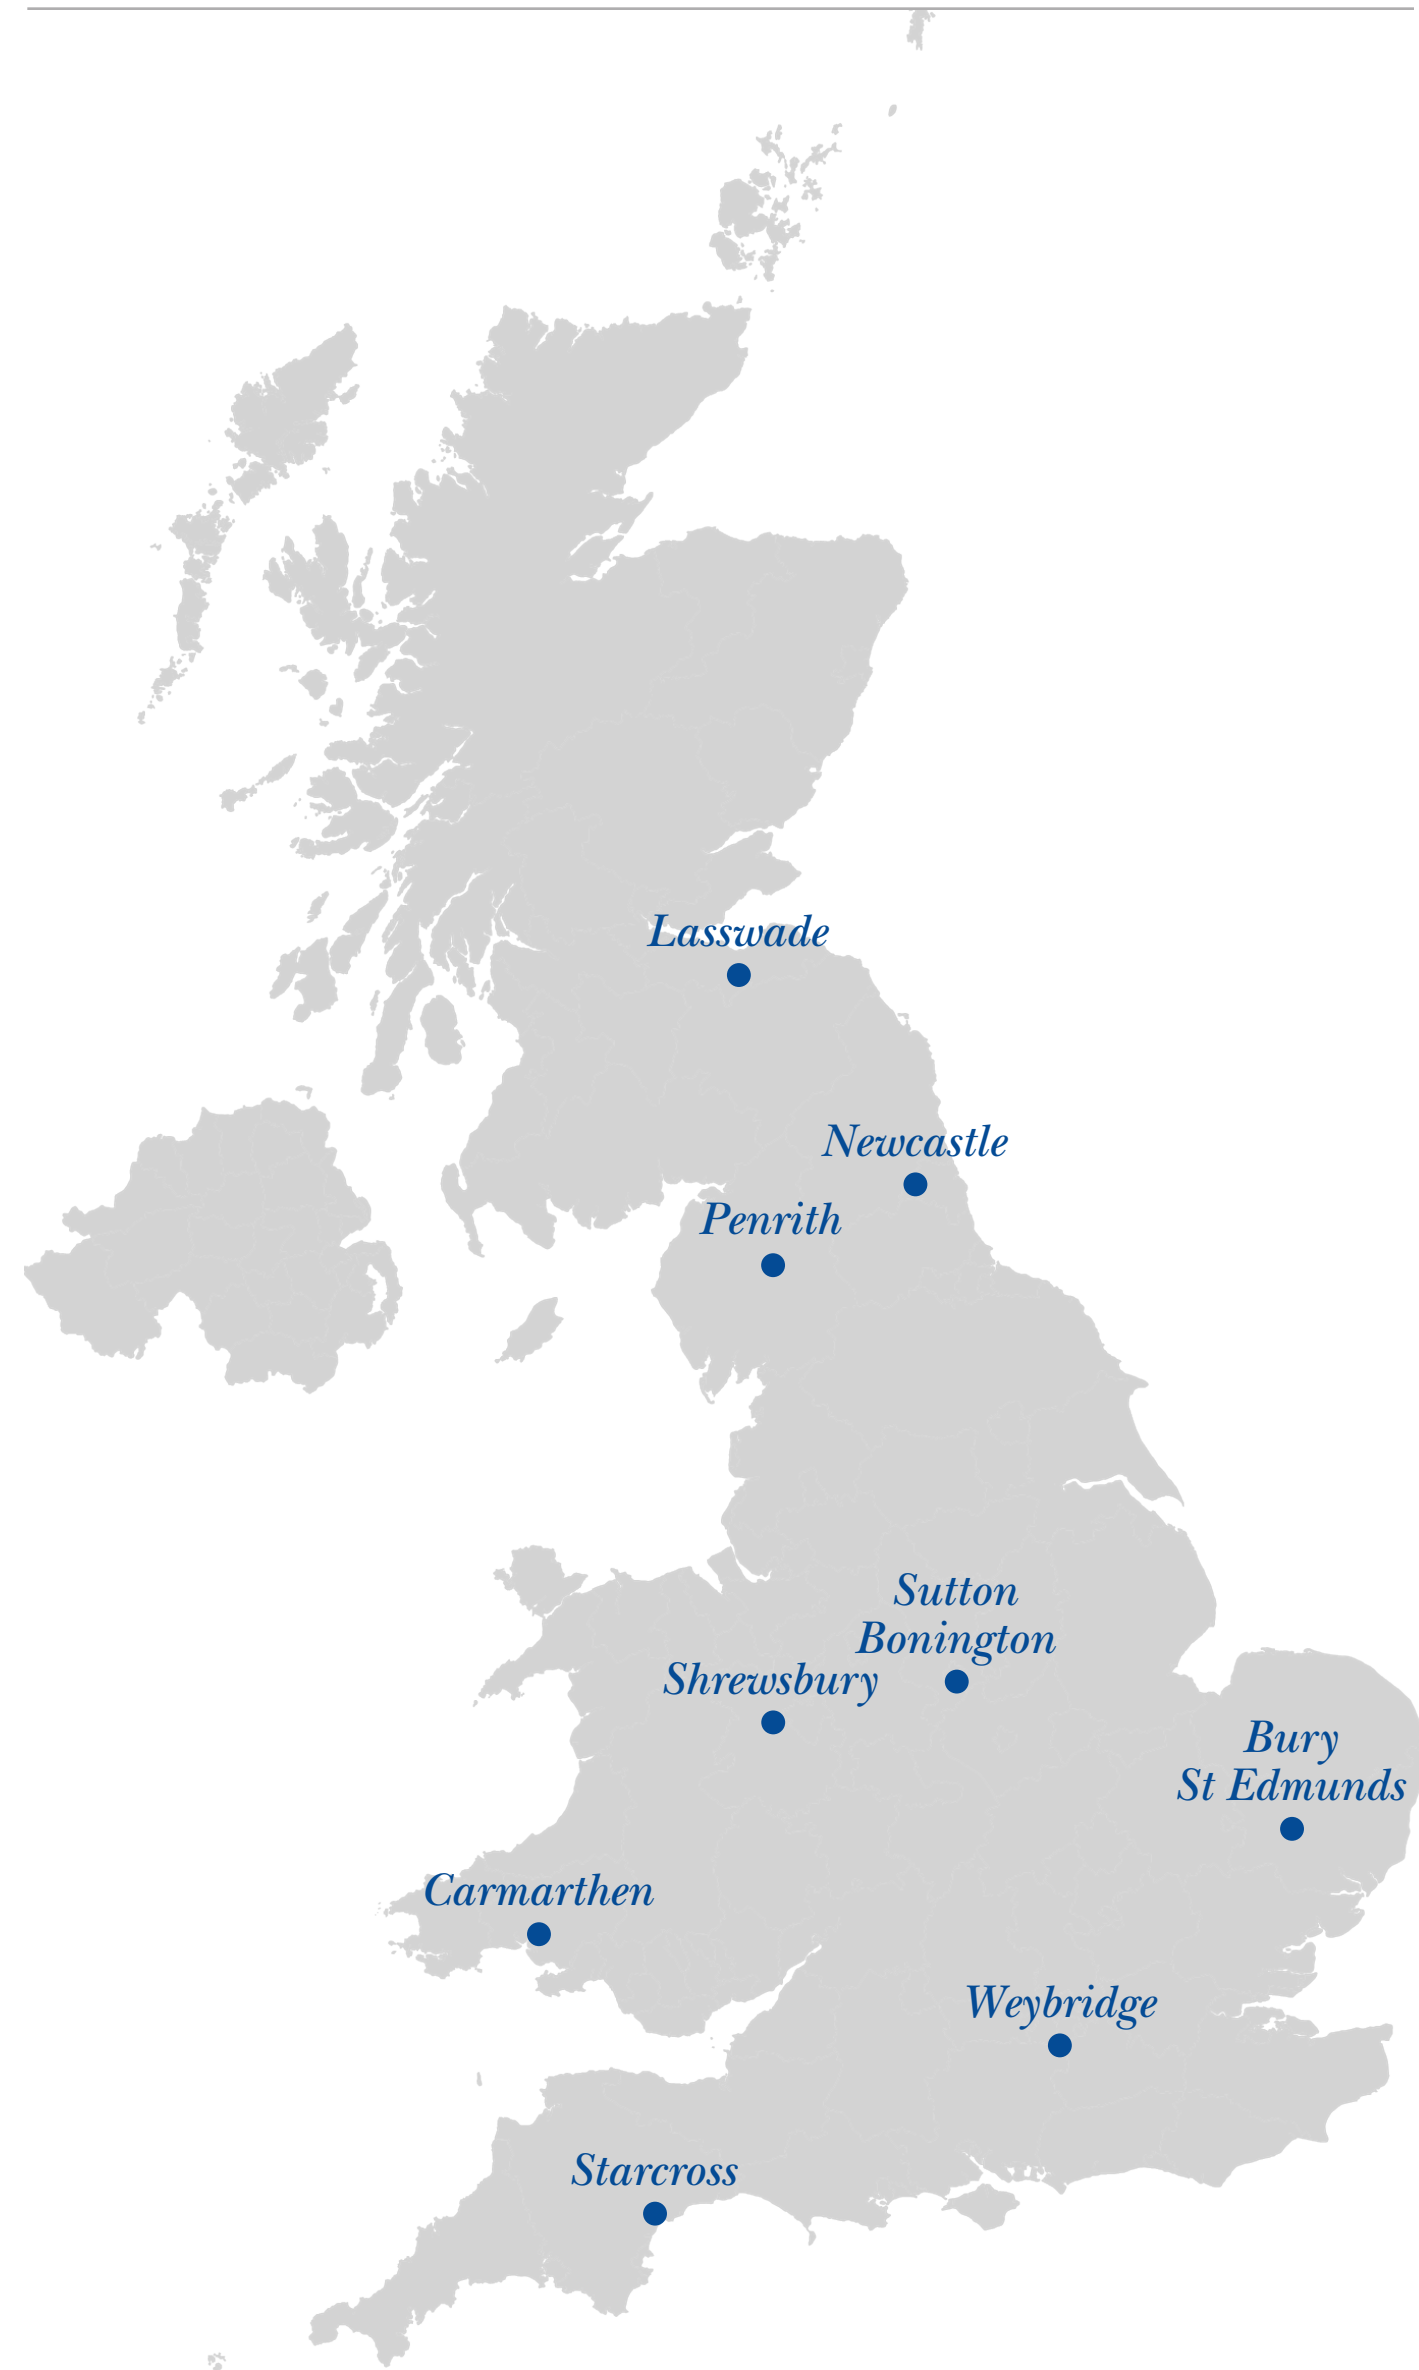 Lasswade
Newcastle
Penrith
Sutton
Bonington
Shrewsbury
Bury
St Edmunds
Carmarthen
Weybridge
Starcross